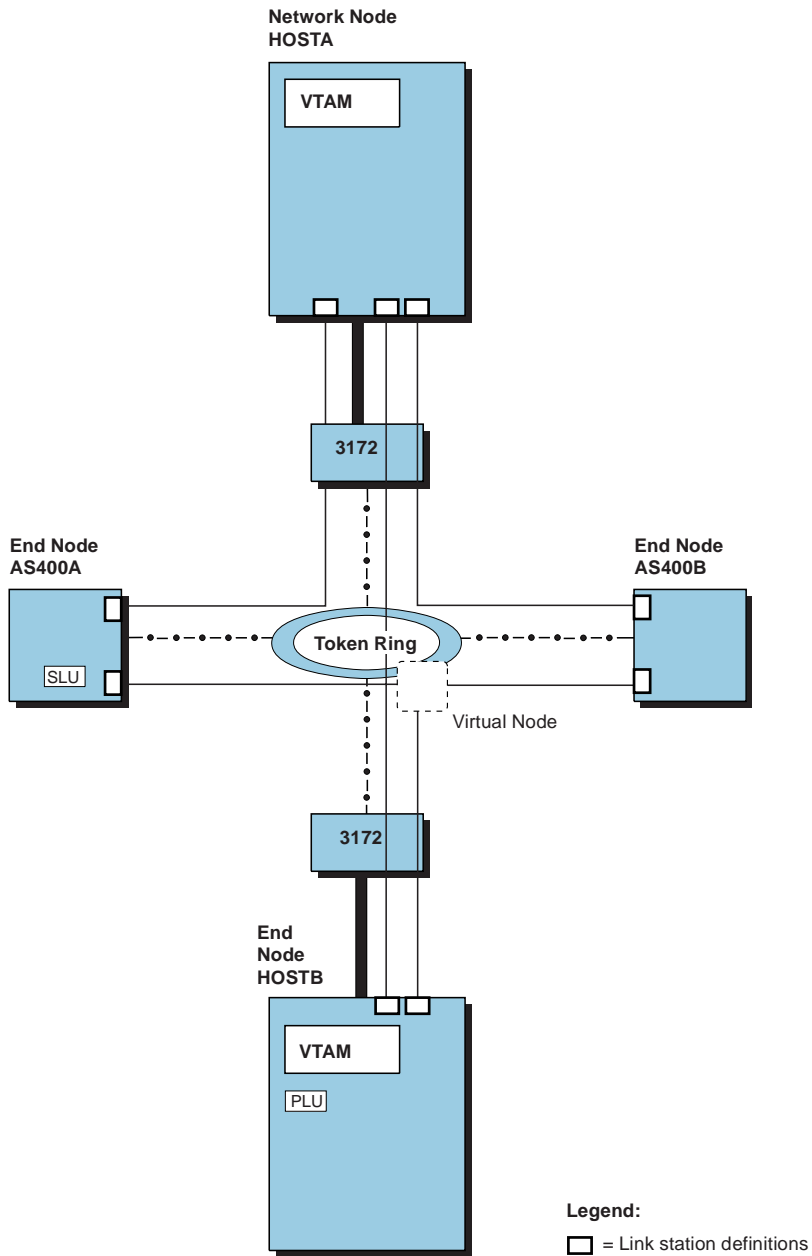 Network Node
HOSTA
VTAM
3172
End Node
AS400A
End Node
AS400B
Token Ring
SLU
Virtual Node
3172
End
Node
HOSTB
VTAM
PLU
Legend:
= Link station definitions